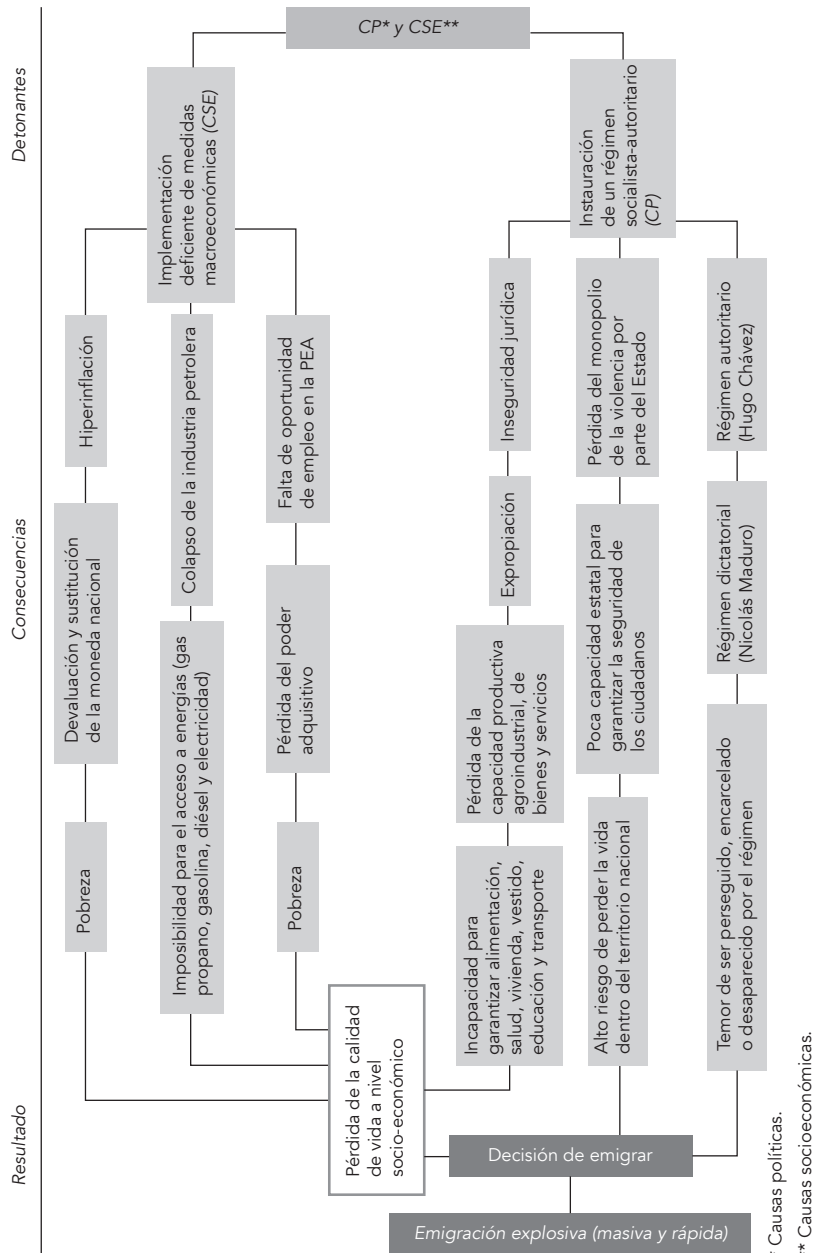 Resultado
Consecuencias
Detonantes
Pobreza
Devaluación y sustitución
de la moneda nacional
Hiperinflación
Imposibilidad para el acceso a energías (gas
propano, gasolina, diésel y electricidad)
Colapso de la industria petrolera
Implementación
deficiente de medidas
macroeconómicas (CSE)
Pobreza
Pérdida del poder
adquisitivo
Falta de oportunidad
de empleo en la PEA
Pérdida de la calidad
de vida a nivel
socio-económico
CP* y CSE**
Incapacidad para
garantizar alimentación,
salud, vivienda, vestido,
educación y transporte
Pérdida de la
capacidad productiva
agroindustrial, de
bienes y servicios
Expropiación
Inseguridad jurídica
Emigración explosiva (masiva y rápida)
Decisión de emigrar
Alto riesgo de perder la vida
dentro del territorio nacional
Poca capacidad estatal para
garantizar la seguridad de
los ciudadanos
Pérdida del monopolio
de la violencia por
parte del Estado
Instauración
de un régimen
socialista-autoritario
(CP)
Temor de ser perseguido, encarcelado
o desaparecido por el régimen
Régimen dictatorial
(Nicolás Maduro)
Régimen autoritario
(Hugo Chávez)
* Causas políticas.
** Causas socioeconómicas.